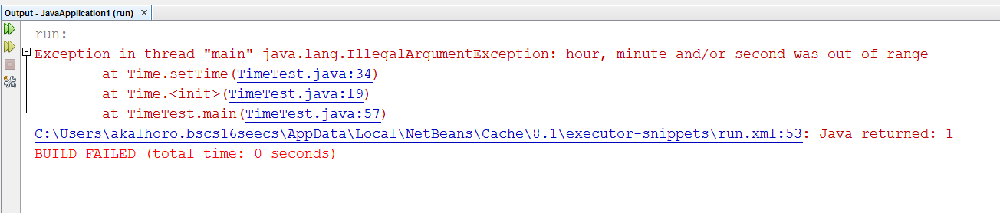 Output - JavaApplication1 (run) ×
run:
Exception in thread "main" java.lang.IllegalArgumentException: hour, minute and/or second was out of range
at Time.setTime(TimeTest.java:34)
at Time.<init>(TimeTest.java:19)
at TimeTest.main(TimeTest.java:57)
C:\Users\akalhoro.bscs16seecs\AppData\Local\NetBeans\Cache\8.1\executor-snippets\run.xml:53: Java returned: 1
BUILD FAILED (total time: 0 seconds)